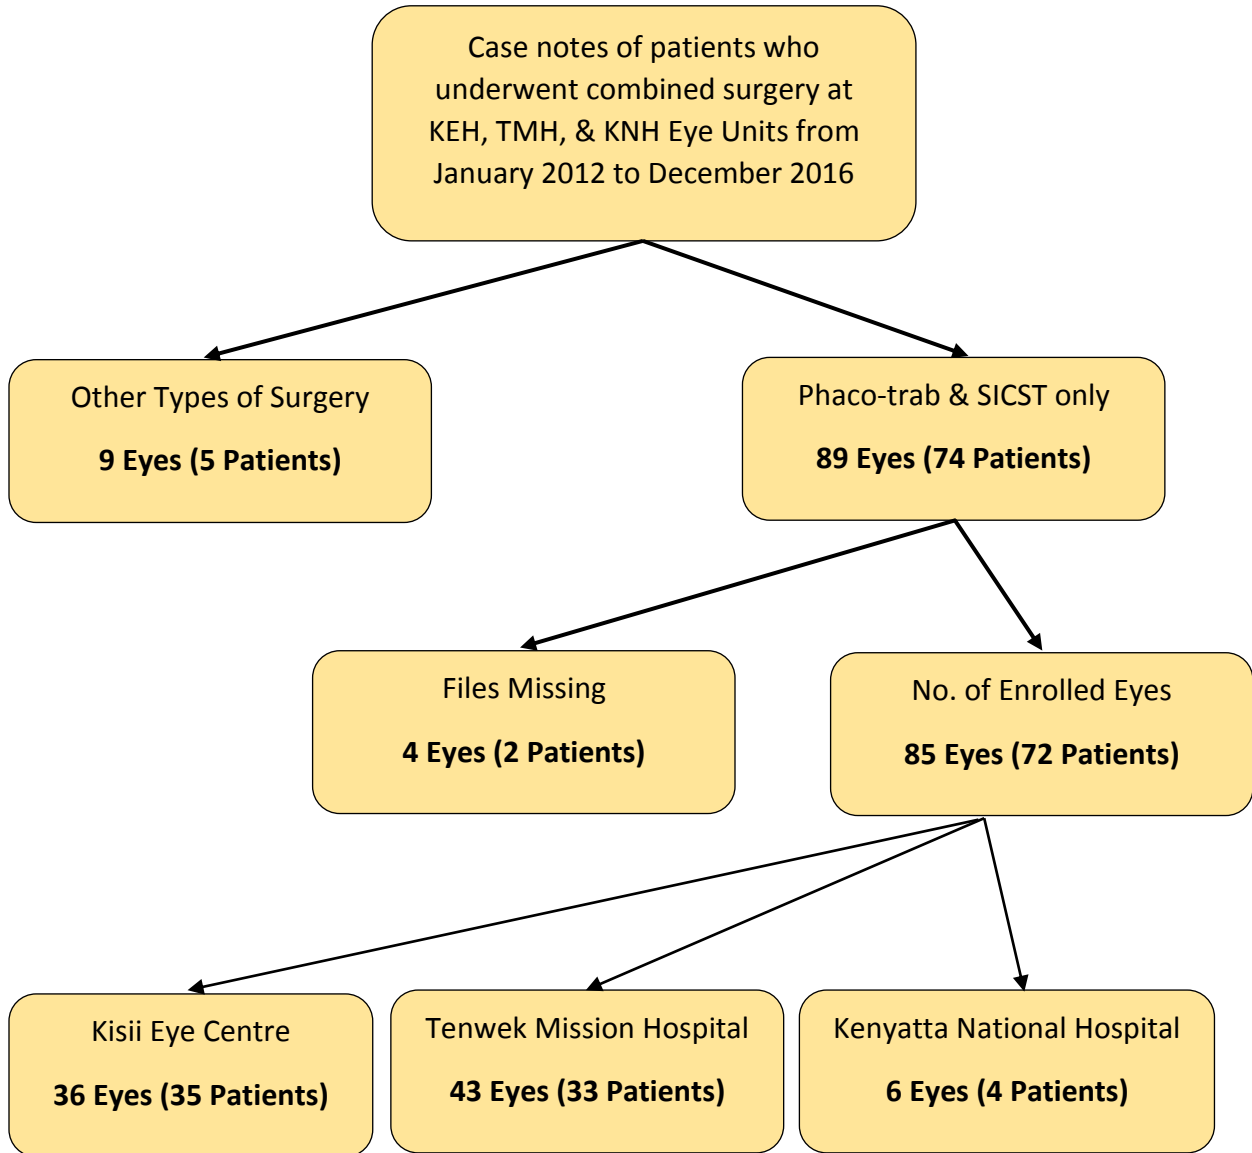 Case notes of patients who
underwent combined surgery at
KEH, TMH, & KNH Eye Units from
January 2012 to December 2016
Other Types of Surgery
9 Eyes (5 Patients)
Phaco-trab & SICST only
89 Eyes (74 Patients)
Files Missing
4 Eyes (2 Patients)
No. of Enrolled Eyes
85 Eyes (72 Patients)
Kisii Eye Centre
36 Eyes (35 Patients)
Tenwek Mission Hospital
43 Eyes (33 Patients)
Kenyatta National Hospital
6 Eyes (4 Patients)